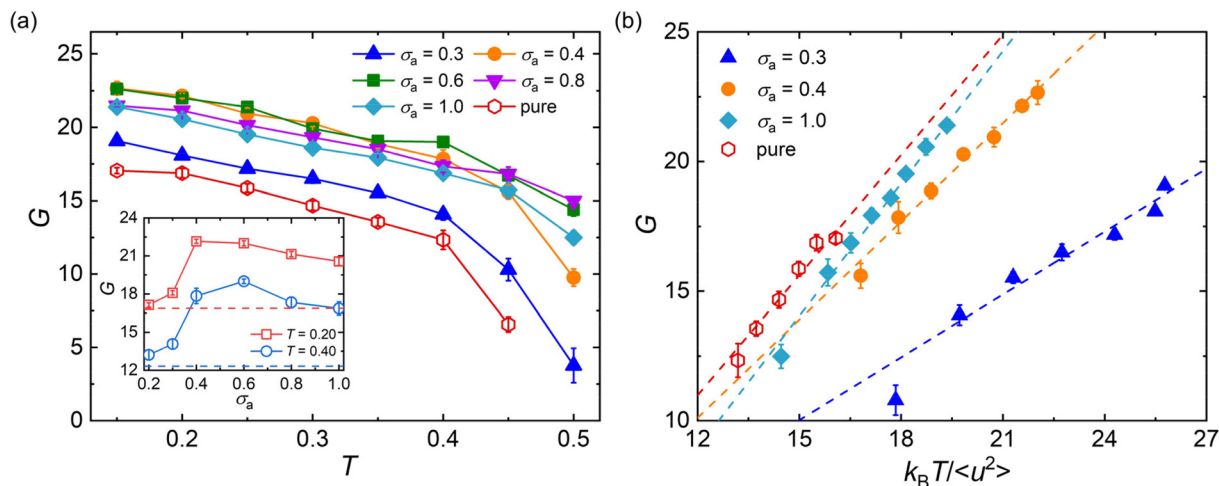 (a)
25
20
15
10
5
0
G
σa = 0.3
σa = 0.4
σa = 0.6
σa = 0.8
σa = 1.0
pure
24
21
18
15
12
G
T = 0.20
T = 0.40
0.2 0.4 0.6 0.8 1.0
σa
0.2 0.3 0.4 0.5
T
(b)
25
20
15
10
G
σa = 0.3
σa = 0.4
σa = 1.0
pure
12 15 18 21 24 27
kBT/<u²>